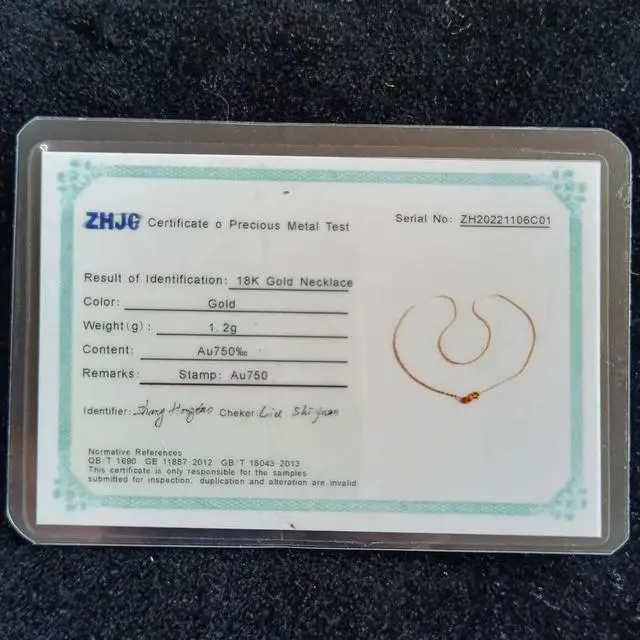 ZHJC Certificate o Precious Metal Test
Serial No: ZH20221106C01
Result of Identification: 18K Gold Necklace
Color: Gold
Weight(g): 1.2g
Content: Au750‰
Remarks: Stamp: Au750
Identifier: Cheker
Normative References
QB/T 1690 GB 11887-2012 GB/T 18043-2013
This certificate is only responsible for the samples
submitted for inspection, duplication and alteration are invalid